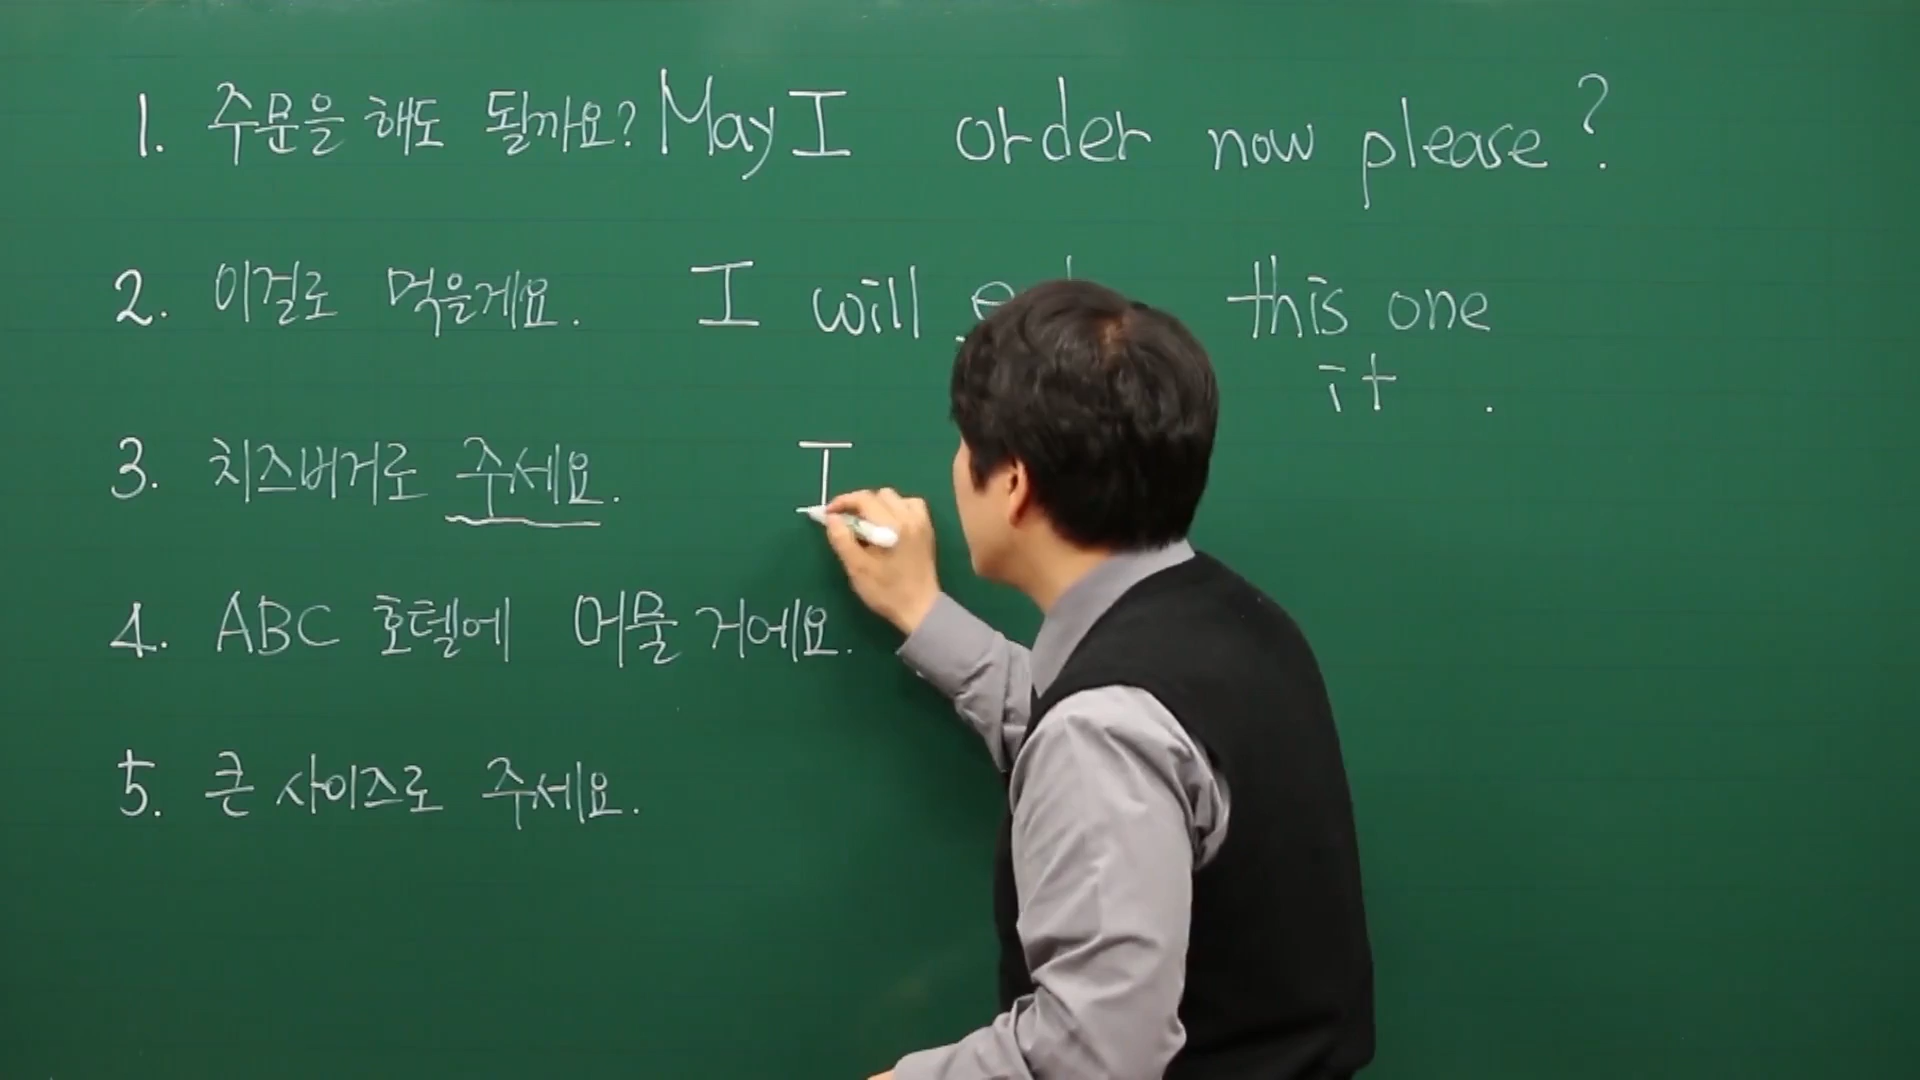 1. 주문을 해도 될까요? May I order now please?
2. 이걸로 먹을게요. I will this one
it .
3. 치즈버거로 주세요. I
4. ABC 호텔에 머물 거에요.
5. 큰 사이즈로 주세요.